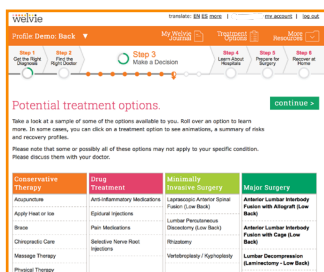 welvie
translate: EN ES more | my account | log out
Profile Demo: Back ▼
My Welvie Journal
Treatment Options
More Resources
Step 1 Get the Right Diagnosis
Step 2 Find the Right Doctor
Step 3 Make a Decision
Step 4 Learn About Hospitals
Step 5 Prepare for Surgery
Step 6 Recover at Home
Potential treatment options.
continue >
Take a look at a sample of some of the options available to you. Roll over an option to learn
more. In some cases, you can click on a treatment option to see animations, a summary of risks
and recovery profiles.
Please note that some or possibly all of these options may not apply to your specific condition.
Please discuss them with your doctor.
Conservative Therapy
Acupuncture
Apply Heat or Ice
Brace
Chiropractic Care
Massage Therapy
Physical Therapy
Drug Treatment
Anti-Inflammatory Medications
Epidural Injections
Pain Medications
Selective Nerve Root
Injections
Minimally Invasive Surgery
Laprascopic Anterior Spinal
Fusion (Low Back)
Lumbar Percutaneous
Discectomy (Low Back)
Rhizotomy
Vertebroplasty / Kyphoplasty
Major Surgery
Anterior Lumbar Interbody
Fusion with Allograft (Low
Back)
Anterior Lumbar Interbody
Fusion with Cage (Low
Back)
Lumbar Decompression
(Laminectomy - Low Back)